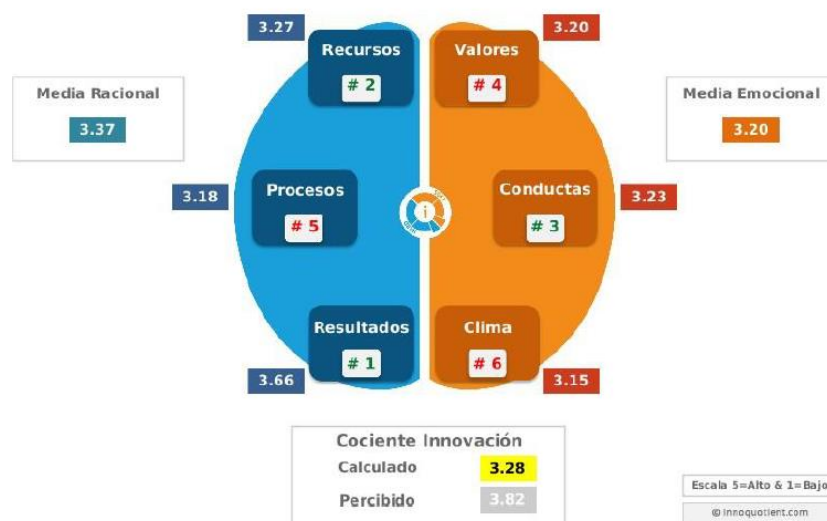 3.27
3.20
Recursos
# 2
Valores
# 4
Media Racional
3.37
Media Emocional
3.20
3.18
Procesos
# 5
Conductas
# 3
3.23
Resultados
# 1
Clima
# 6
3.66
3.15
Cociente Innovación
Calculado 3.28
Percibido 3.82
Escala 5=Alto & 1=Bajo
© innoquotient.com